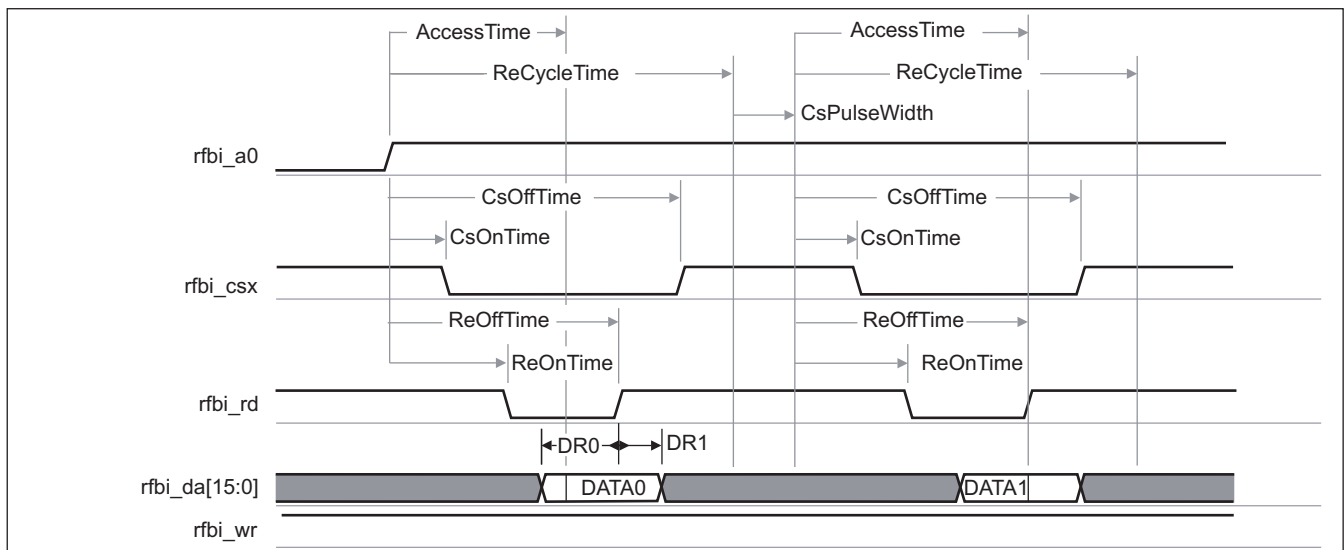 AccessTime AccessTime
ReCycleTime ReCycleTime
CsPulseWidth
rfbi_a0
CsOffTime CsOffTime
CsOnTime CsOnTime
rfbi_csx
ReOffTime ReOffTime
ReOnTime ReOnTime
rfbi_rd
DR0 DR1
rfbi_da[15:0] DATA0 DATA1
rfbi_wr